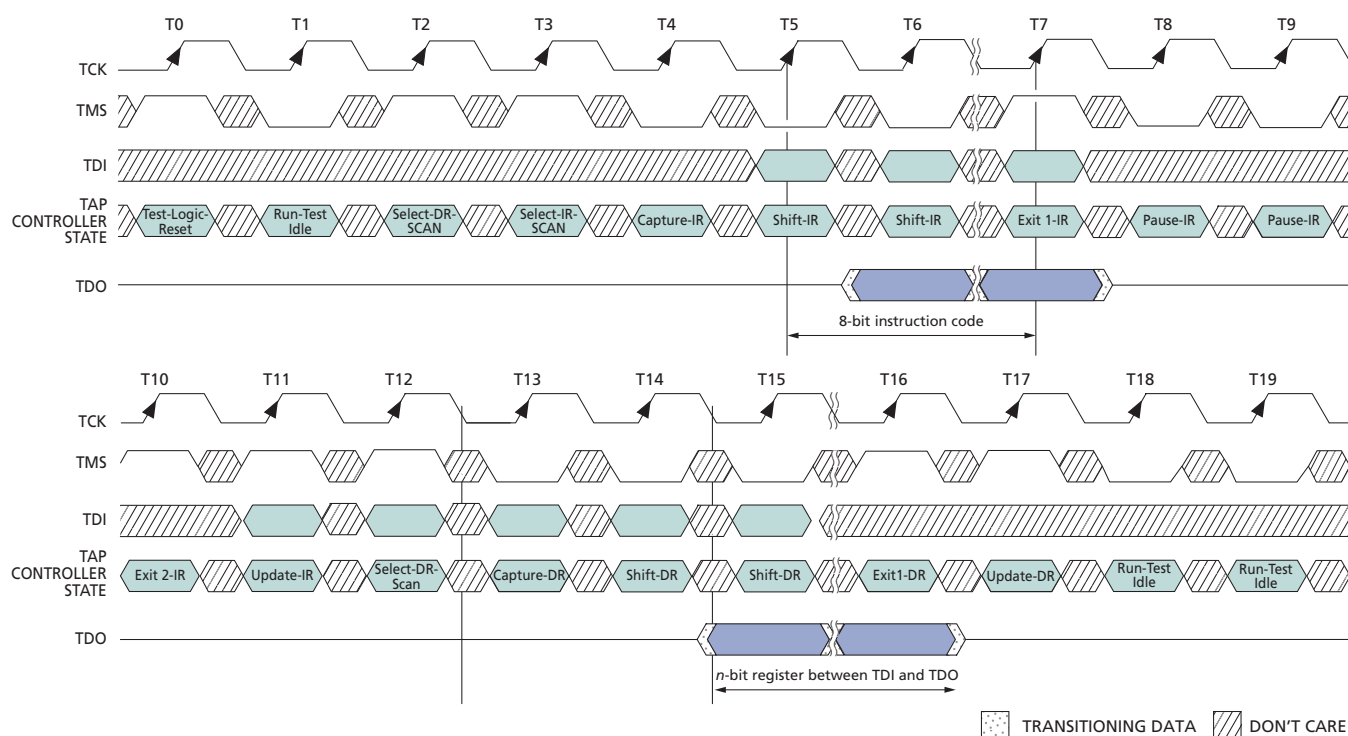 T0 T1 T2 T3 T4 T5 T6 T7 T8 T9
TCK
TMS
TDI
TAP
CONTROLLER
STATE
Test-Logic-
Reset
Run-Test
Idle
Select-DR-
SCAN
Select-IR-
SCAN
Capture-IR
Shift-IR
Shift-IR
Exit 1-IR
Pause-IR
Pause-IR
TDO
8-bit instruction code
T10 T11 T12 T13 T14 T15 T16 T17 T18 T19
TCK
TMS
TDI
TAP
CONTROLLER
STATE
Exit 2-IR
Update-IR
Select-DR-
Scan
Capture-DR
Shift-DR
Shift-DR
Exit1-DR
Update-DR
Run-Test
Idle
Run-Test
Idle
TDO
n-bit register between TDI and TDO
TRANSITIONING DATA
DON'T CARE